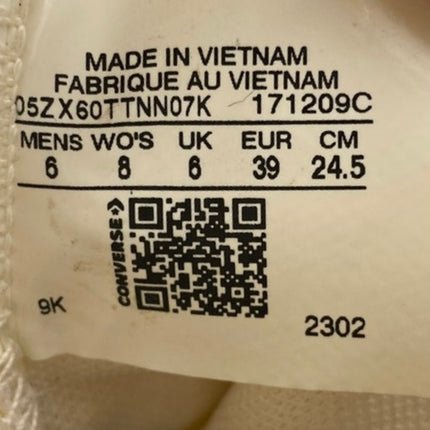 MADE IN VIETNAM
FABRIQUE AU VIETNAM
05ZX60TTNN07K 171209C
MENS WO'S UK EUR CM
6 8 6 39 24.5
CONVERSE
9K
2302